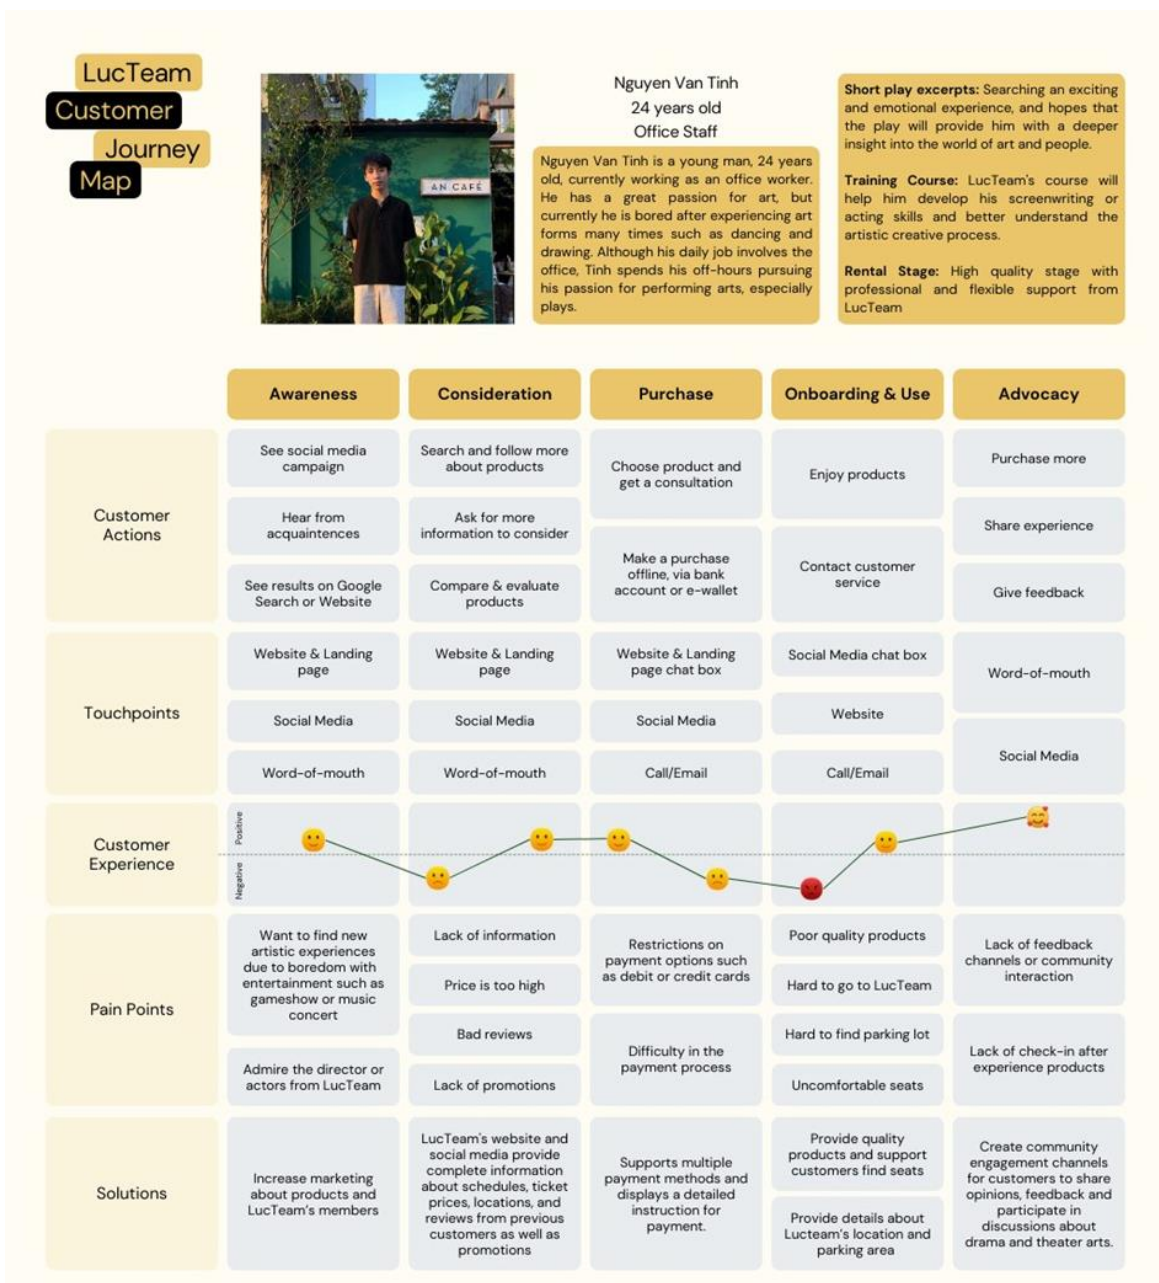 LucTeam
Customer
Journey
Map
AN CAFÉ
Nguyen Van Tinh
24 years old
Office Staff
Nguyen Van Tinh is a young man, 24 years
old, currently working as an office worker.
He has a great passion for art, but
currently he is bored after experiencing art
forms many times such as dancing and
drawing. Although his daily job involves the
office, Tinh spends his off-hours pursuing
his passion for performing arts, especially
plays.
Short play excerpts: Searching an exciting
and emotional experience, and hopes that
the play will provide him with a deeper
insight into the world of art and people.
Training Course: LucTeam's course will
help him develop his screenwriting or
acting skills and better understand the
artistic creative process.
Rental Stage: High quality stage with
professional and flexible support from
LucTeam
Awareness
Consideration
Purchase
Onboarding & Use
Advocacy
Customer
Actions
See social media
campaign
Hear from
acquaintences
See results on Google
Search or Website
Search and follow more
about products
Ask for more
information to consider
Compare & evaluate
products
Choose product and
get a consultation
Make a purchase
offline, via bank
account or e-wallet
Enjoy products
Contact customer
service
Purchase more
Share experience
Give feedback
Touchpoints
Website & Landing
page
Social Media
Word-of-mouth
Website & Landing
page
Social Media
Word-of-mouth
Website & Landing
page chat box
Social Media
Call/Email
Social Media chat box
Website
Call/Email
Word-of-mouth
Social Media
Customer
Experience
Positive
Negative
Pain Points
Want to find new
artistic experiences
due to boredom with
entertainment such as
gameshow or music
concert
Admire the director or
actors from LucTeam
Lack of information
Price is too high
Bad reviews
Lack of promotions
Restrictions on
payment options such
as debit or credit cards
Difficulty in the
payment process
Poor quality products
Hard to go to LucTeam
Hard to find parking lot
Uncomfortable seats
Lack of feedback
channels or community
interaction
Lack of check-in after
experience products
Solutions
Increase marketing
about products and
LucTeam's members
LucTeam's website and
social media provide
complete information
about schedules, ticket
prices, locations, and
reviews from previous
customers as well as
promotions
Supports multiple
payment methods and
displays a detailed
instruction for
payment.
Provide quality
products and support
customers find seats
Provide details about
Lucteam's location and
parking area
Create community
engagement channels
for customers to share
opinions, feedback and
participate in
discussions about
drama and theater arts.